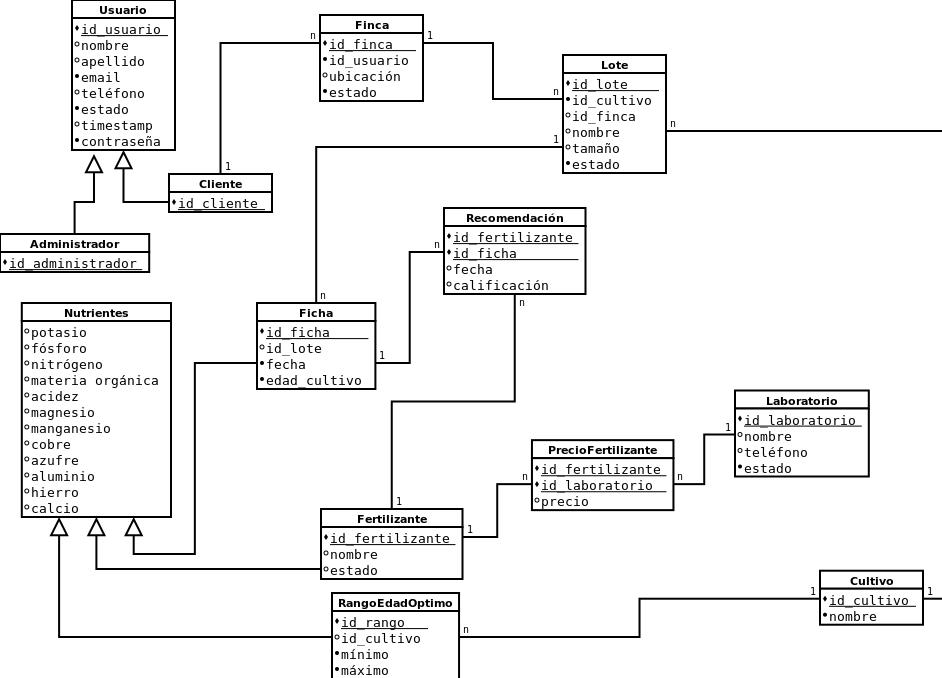 Usuario
id_usuario
nombre
apellido
email
teléfono
estado
timestamp
contraseña
Finca
id_finca
id_usuario
ubicación
estado
n
1
Lote
id_lote
id_cultivo
id_finca
nombre
tamaño
estado
n
1
n
1
Cliente
id_cliente
Administrador
id_administrador
Recomendación
id_fertilizante
id_ficha
fecha
calificación
n
n
Nutrientes
potasio
fósforo
nitrógeno
materia orgánica
acidez
magnesio
manganesio
cobre
azufre
aluminio
hierro
calcio
n
Ficha
id_ficha
id_lote
fecha
edad_cultivo
1
Laboratorio
id_laboratorio
nombre
teléfono
estado
1
PrecioFertilizante
id_fertilizante
id_laboratorio
precio
n
n
1
Fertilizante
id_fertilizante
nombre
estado
1
RangoEdadOptimo
id_rango
id_cultivo
mínimo
máximo
n
1
Cultivo
id_cultivo
nombre
1